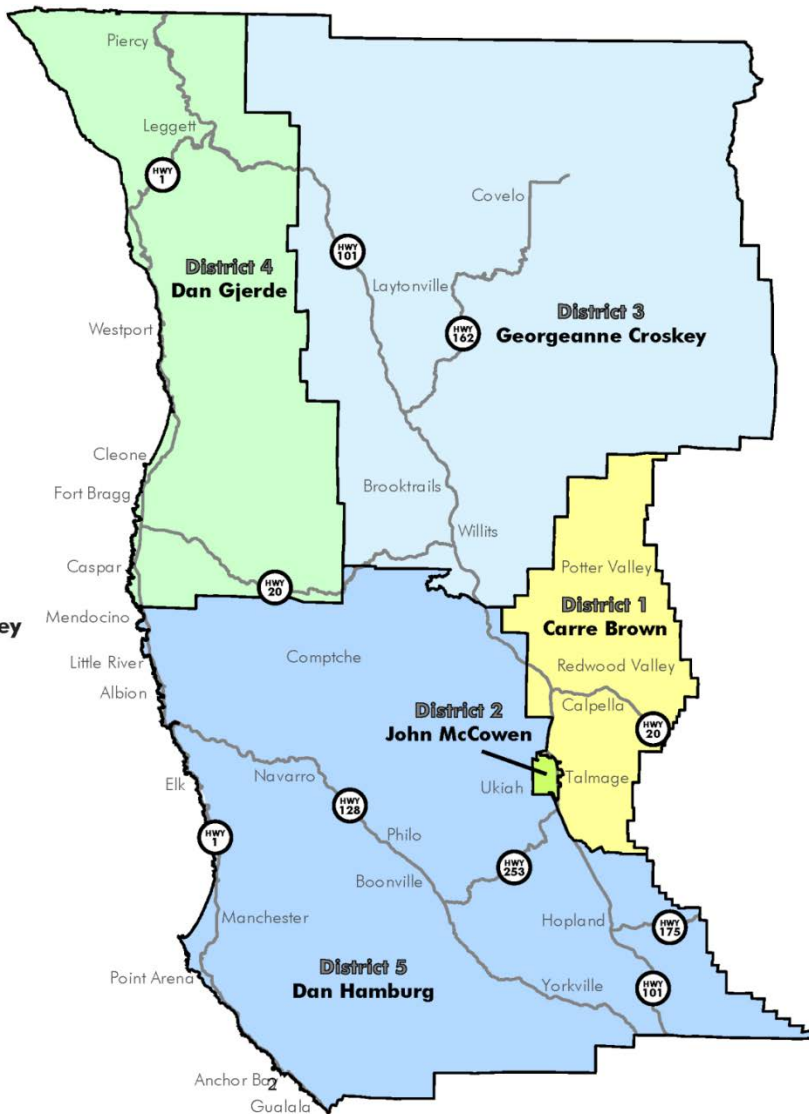 Piercy
Leggett
HWY
1
Covelo
HWY
101
District 4
Dan Gjerde
Laytonville
District 3
Georgeanne Croskey
HWY
162
Westport
Cleone
Fort Bragg
Brooktrails
Willits
Caspar
HWY
20
Potter Valley
District 1
Carre Brown
Mendocino
ey
Little River
Comptche
Redwood Valley
Albion
Calpella
District 2
John McCowen
HWY
20
Elk
Navarro
Ukiah
Talmage
HWY
128
HWY
1
Philo
HWY
253
Boonville
Manchester
Hopland
HWY
175
Point Arena
District 5
Dan Hamburg
Yorkville
HWY
101
Anchor Bay
2
Gualala